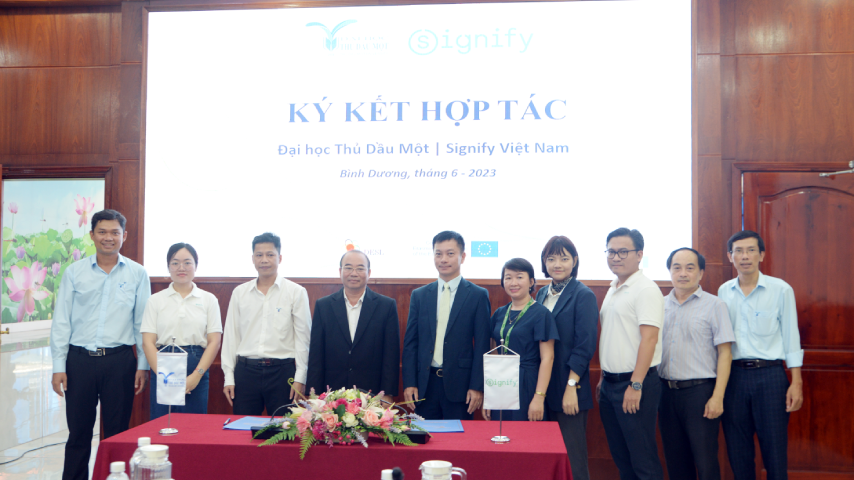 signify
KÝ KẾT HỢP TÁC
Đại học Thủ Dầu Một | Signify Việt Nam
Bình Dương, tháng 6 - 2023
signify